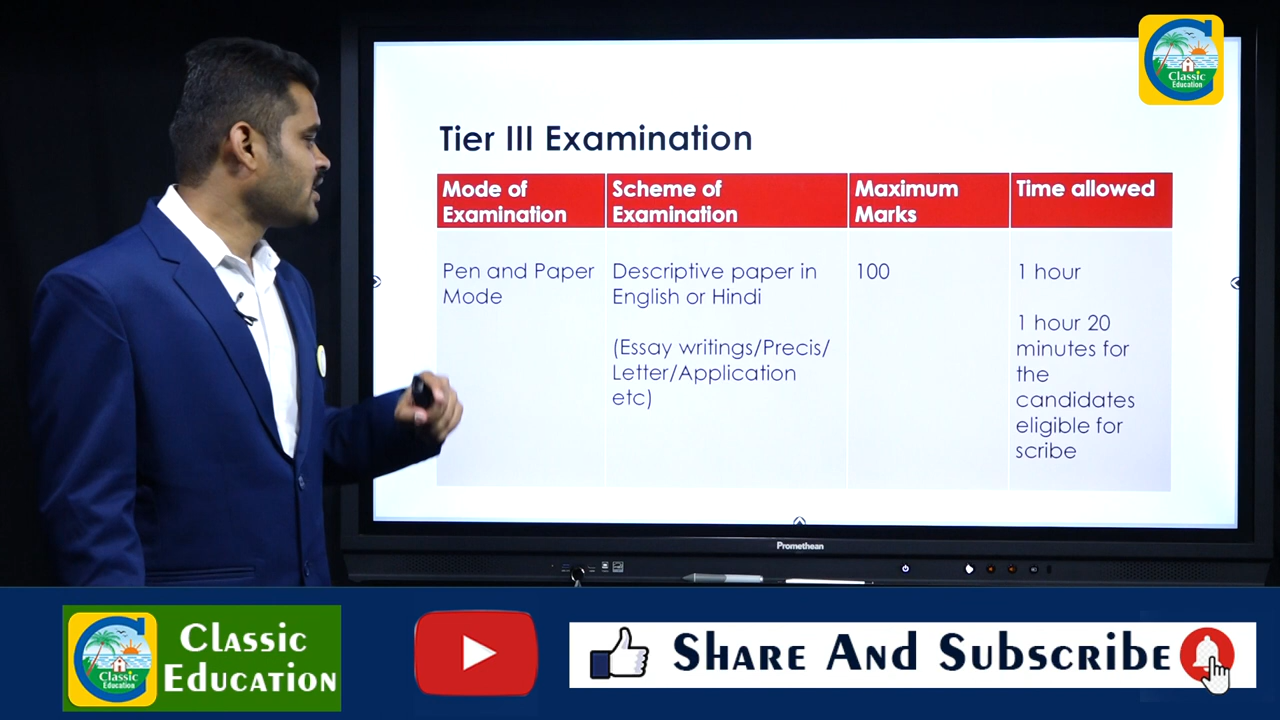 Classic
Education
Tier III Examination
Mode of
Examination
Scheme of
Examination
Maximum
Marks
Time allowed
Pen and Paper
Mode
Descriptive paper in
English or Hindi
(Essay writings/Precis/
Letter/Application
etc)
100
1 hour
1 hour 20
minutes for
the
candidates
eligible for
scribe
Promethean
Classic
Education
Classic
Education
Share And Subscribe